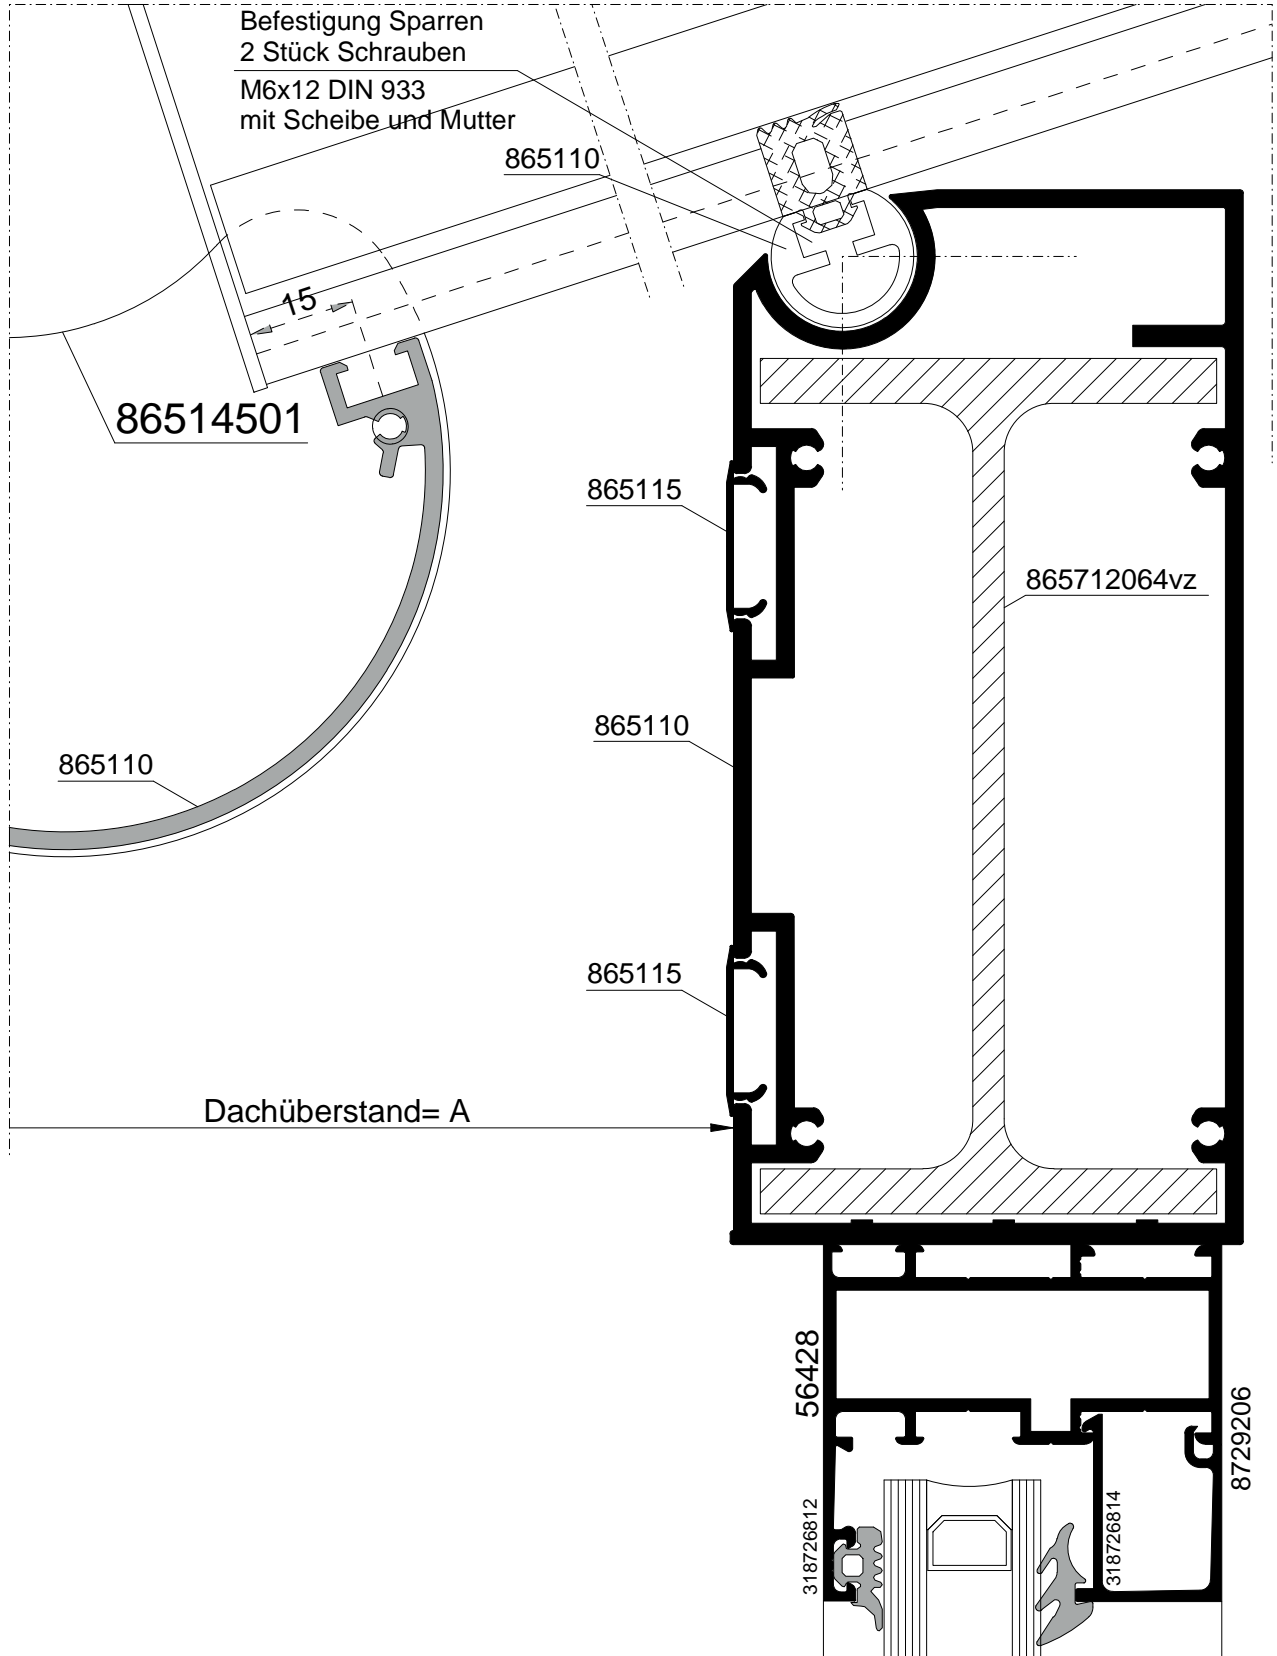 Befestigung Sparren
2 Stück Schrauben
M6x12 DIN 933
mit Scheibe und Mutter
865110
15
86514501
865115
865712064vz
865110
865110
865115
Dachüberstand= A
56428
8729206
318726812
318726814